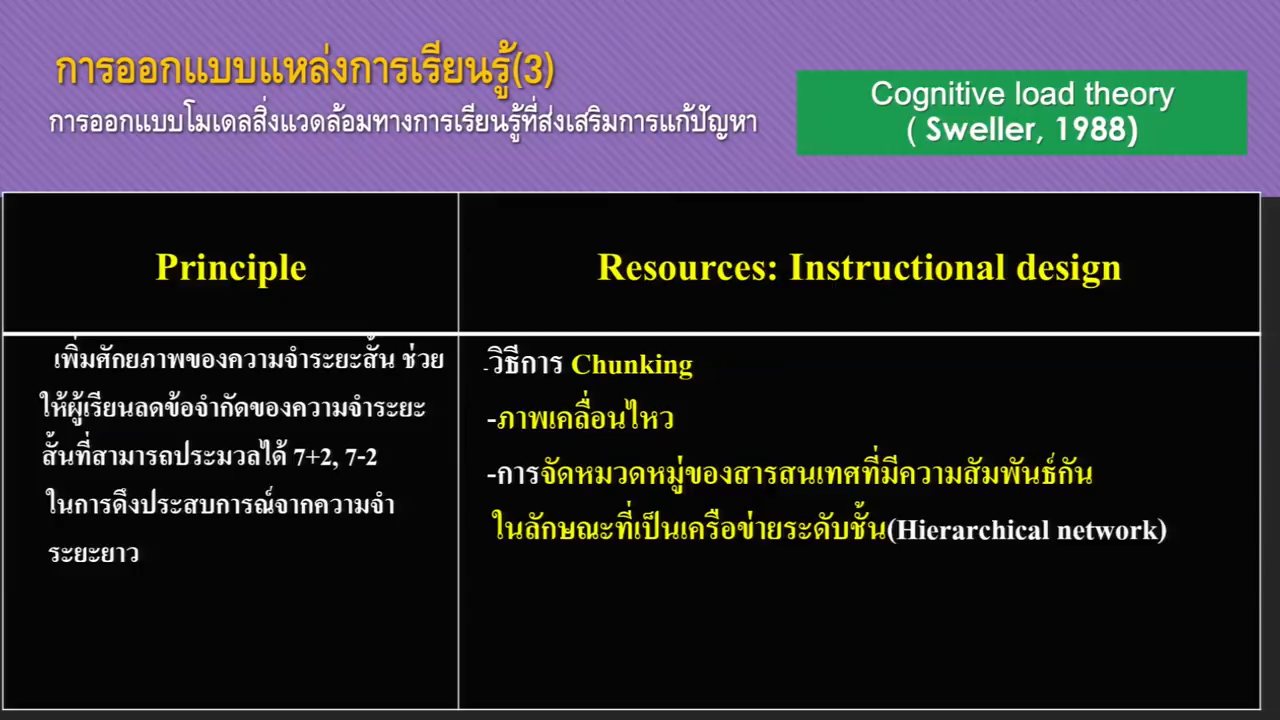 การออกแบบแหล่งการเรียนรู้(3)
การออกแบบโมเดลสิ่งแวดล้อมทางการเรียนรู้ที่ส่งเสริมการแก้ปัญหา
Cognitive load theory
( Sweller, 1988)
Principle
Resources: Instructional design
เพิ่มศักยภาพของความจำระยะสั้น ช่วย
ให้ผู้เรียนลดข้อจำกัดของความจำระยะ
สั้นที่สามารถประมวลได้ 7+2, 7-2
ในการดึงประสบการณ์จากความจำ
ระยะยาว
-วิธีการ Chunking
-ภาพเคลื่อนไหว
-การจัดหมวดหมู่ของสารสนเทศที่มีความสัมพันธ์กัน
ในลักษณะที่เป็นเครือข่ายระดับชั้น(Hierarchical network)